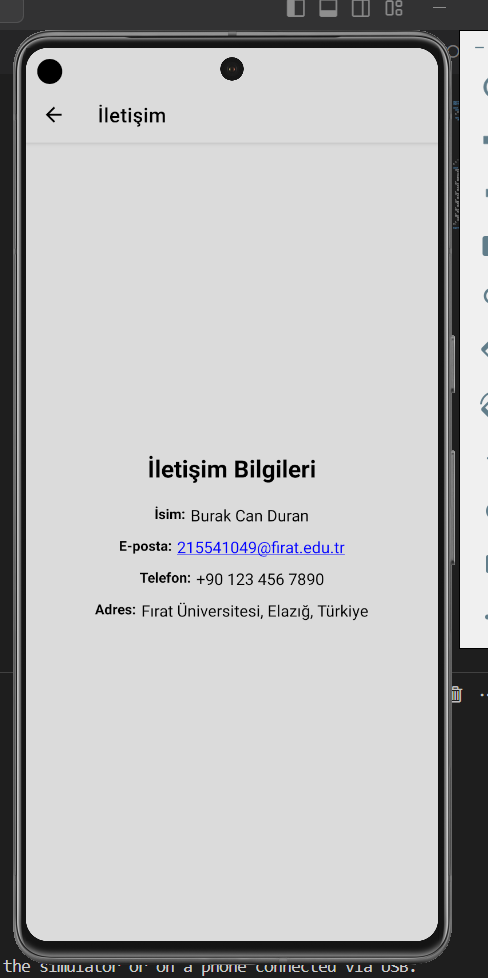 İletişim
İletişim Bilgileri
İsim: Burak Can Duran
E-posta: 215541049@firat.edu.tr
Telefon: +90 123 456 7890
Adres: Fırat Üniversitesi, Elazığ, Türkiye
the simulator or on a phone connected via USB.